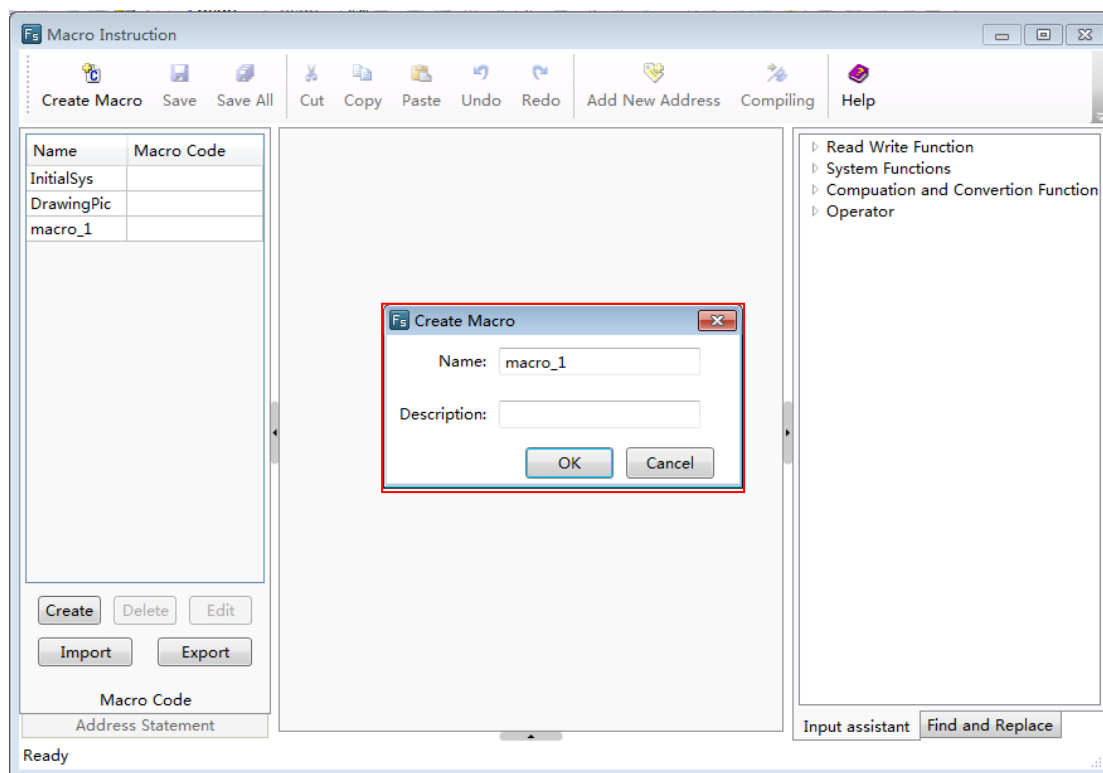 Fs Macro Instruction
Create Macro Save Save All Cut Copy Paste Undo Redo Add New Address Compiling Help
Name Macro Code
InitialSys
DrawingPic
macro_1
Create Delete Edit
Import Export
Macro Code
Address Statement
Ready
Fs Create Macro
Name: macro_1
Description:
OK Cancel
Read Write Function
System Functions
Compuation and Convertion Function
Operator
Input assistant Find and Replace